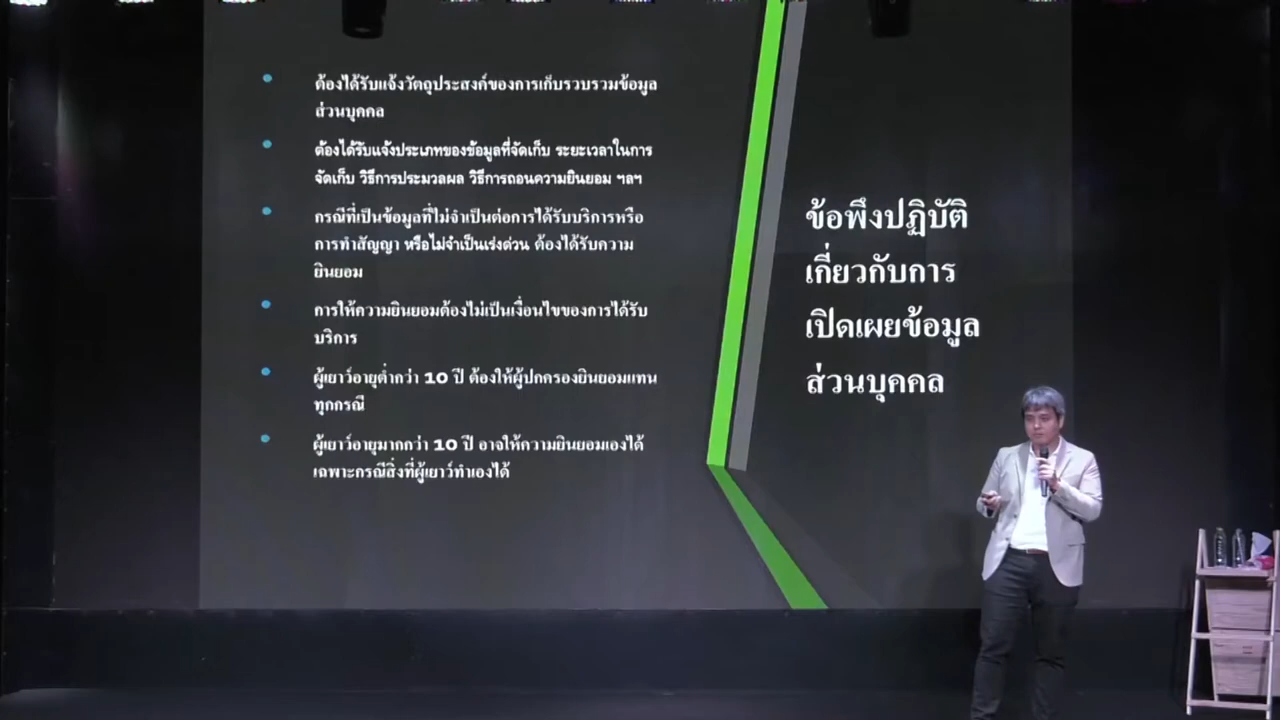 ต้องได้รับแจ้งวัตถุประสงก์ของการเก็บรวบรวมข้อมูล
ส่วนบุคคล
ต้องได้รับแจ้งประเภทของข้อมูลที่จัดเก็บ ระยะเวลาในการ
จัดเก็บ วิธีการประมวลผล วิธีการถอนความยินยอม ฯลฯ
กรณีที่เป็นข้อมูลที่ไม่จำเป็นต่อการได้รับบริการหรือ
การทำสัญญา หรือไม่จำเป็นเร่งด่วน ต้องได้รับความ
ยินยอม
การให้ความยินยอมต้องไม่เป็นเงื่อนไขของการได้รับ
บริการ
ผู้เยาว์อายุต่ำกว่า 10 ปี ต้องให้ผู้ปกครองยินยอมแทน
ทุกกรณี
ผู้เยาว์อายุมากกว่า 10 ปี อาจให้ความยินยอมเองได้
เฉพาะกรณีสิ่งที่ผู้เยาว์ทำเองได้
ข้อพึงปฏิบัติ
เกี่ยวกับการ
เปิดเผยข้อมูล
ส่วนบุคคล